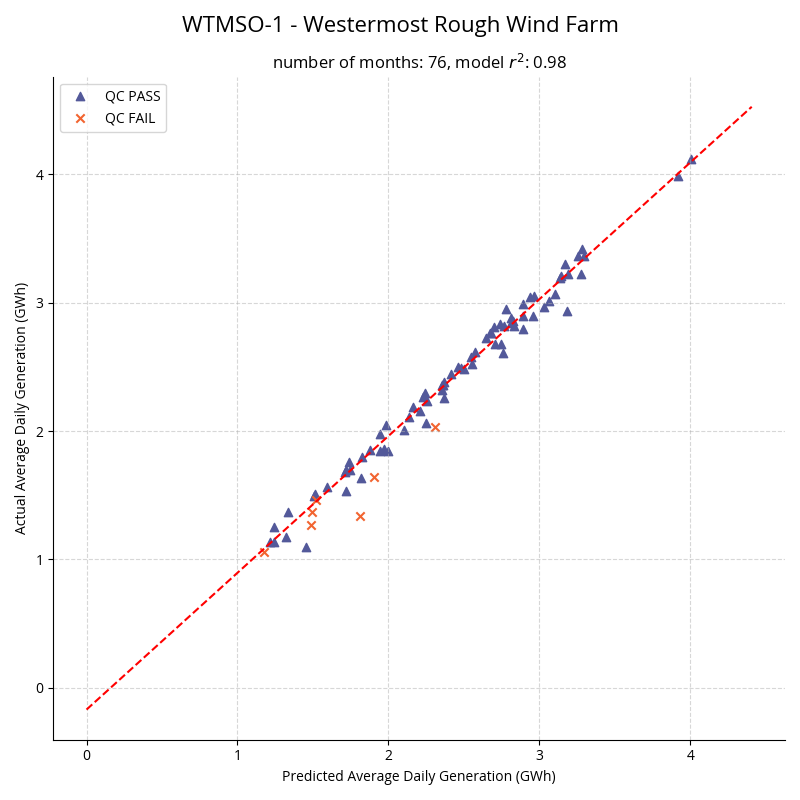 WTMSO-1 - Westermost Rough Wind Farm
number of months: 76, model r²: 0.98
QC PASS
QC FAIL
Actual Average Daily Generation (GWh)
4
3
2
1
0
0 1 2 3 4
Predicted Average Daily Generation (GWh)